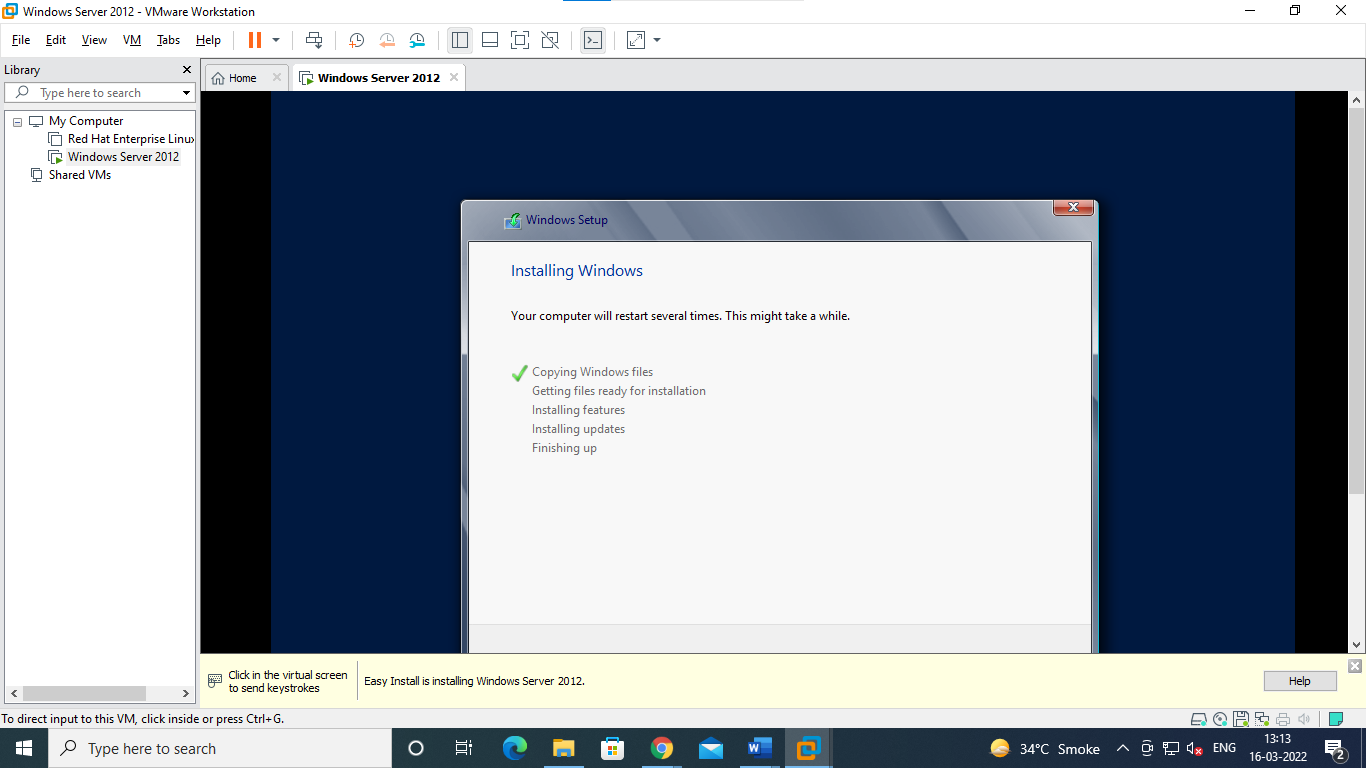 Windows Server 2012 - VMware Workstation
File Edit View VM Tabs Help
Library
Type here to search
Home
Windows Server 2012
My Computer
Red Hat Enterprise Linux
Windows Server 2012
Shared VMs
Windows Setup
Installing Windows
Your computer will restart several times. This might take a while.
Copying Windows files
Getting files ready for installation
Installing features
Installing updates
Finishing up
Click in the virtual screen
to send keystrokes
Easy Install is installing Windows Server 2012.
Help
To direct input to this VM, click inside or press Ctrl+G.
Type here to search
W
34°C Smoke
ENG
13:13
16-03-2022
2